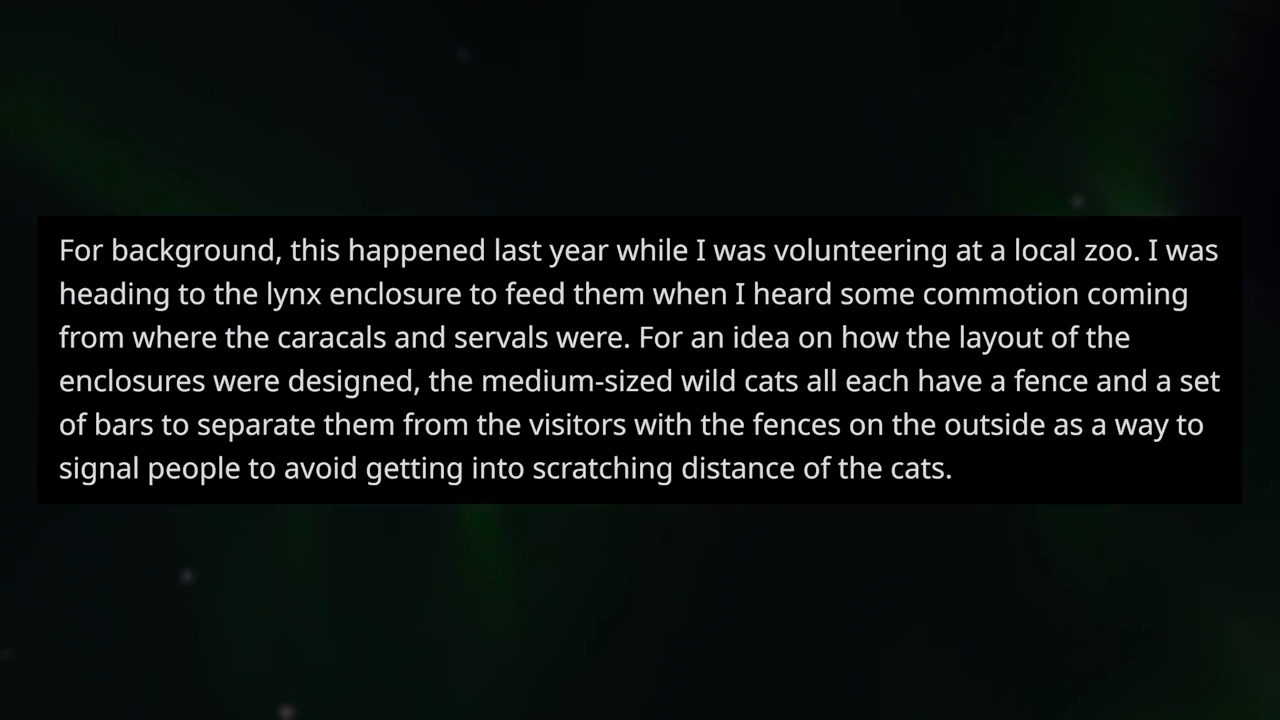 For background, this happened last year while I was volunteering at a local zoo. I was
heading to the lynx enclosure to feed them when I heard some commotion coming
from where the caracals and servals were. For an idea on how the layout of the
enclosures were designed, the medium-sized wild cats all each have a fence and a set
of bars to separate them from the visitors with the fences on the outside as a way to
signal people to avoid getting into scratching distance of the cats.